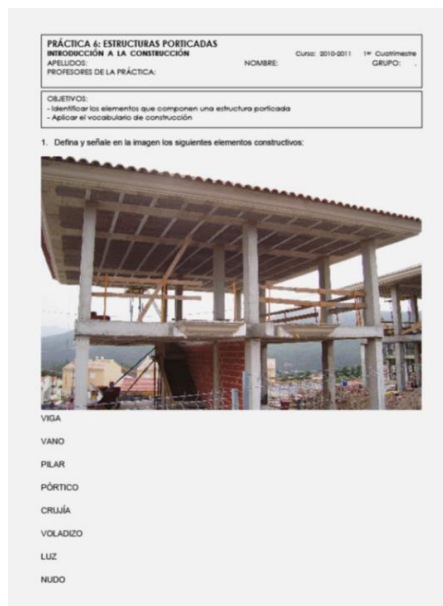 PRÁCTICA 6: ESTRUCTURAS PORTICADAS
INTRODUCCIÓN A LA CONSTRUCCIÓN Curso: 2010-2011 1er Cuatrimestre
APELLIDOS: NOMBRE: GRUPO: .
PROFESORES DE LA PRÁCTICA:
OBJETIVOS:
- Identificar los elementos que componen una estructura porticada
- Aplicar el vocabulario de construcción
1. Defina y señale en la imagen los siguientes elementos constructivos:
VIGA
VANO
PILAR
PÓRTICO
CRUJÍA
VOLADIZO
LUZ
NUDO